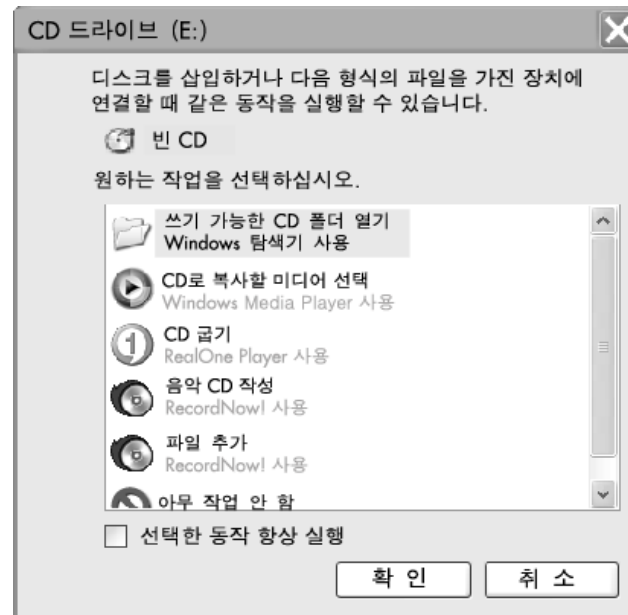 CD 드라이브 (E:)
디스크를 삽입하거나 다음 형식의 파일을 가진 장치에
연결할 때 같은 동작을 실행할 수 있습니다.
빈 CD
원하는 작업을 선택하십시오.
쓰기 가능한 CD 폴더 열기
Windows 탐색기 사용
CD로 복사할 미디어 선택
Windows Media Player 사용
CD 굽기
RealOne Player 사용
음악 CD 작성
RecordNow! 사용
파일 추가
RecordNow! 사용
아무 작업 안 함
선택한 동작 항상 실행
확 인
취 소